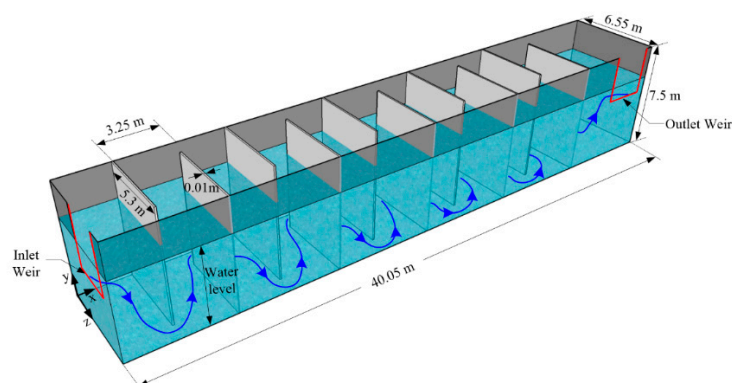 6.55 m
7.5 m
3.25 m
Outlet Weir
0.01m
5.3 m
Inlet
Weir
y
x
z
Water
level
40.05 m